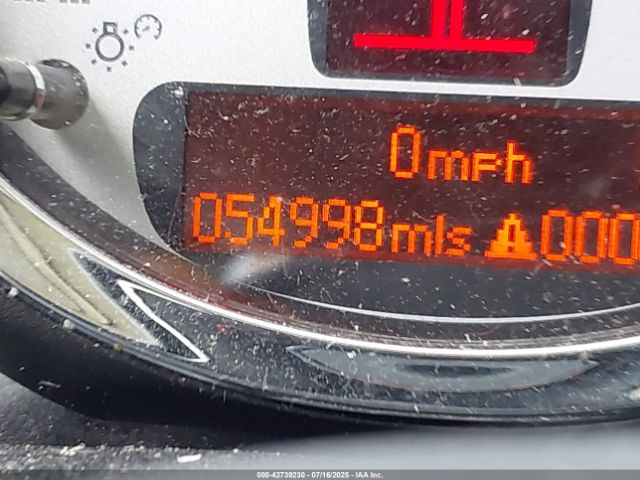 0mph
054998mls ⚠000
000-42739230 - 07/16/2025 - IAA Inc.